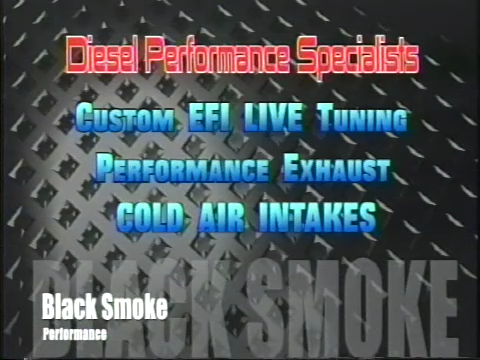 Diesel Performance Specialists
Custom EFI LIVE Tuning
Performance Exhaust
COLD AIR INTAKES
BLACK SMOKE
Black Smoke
Performance